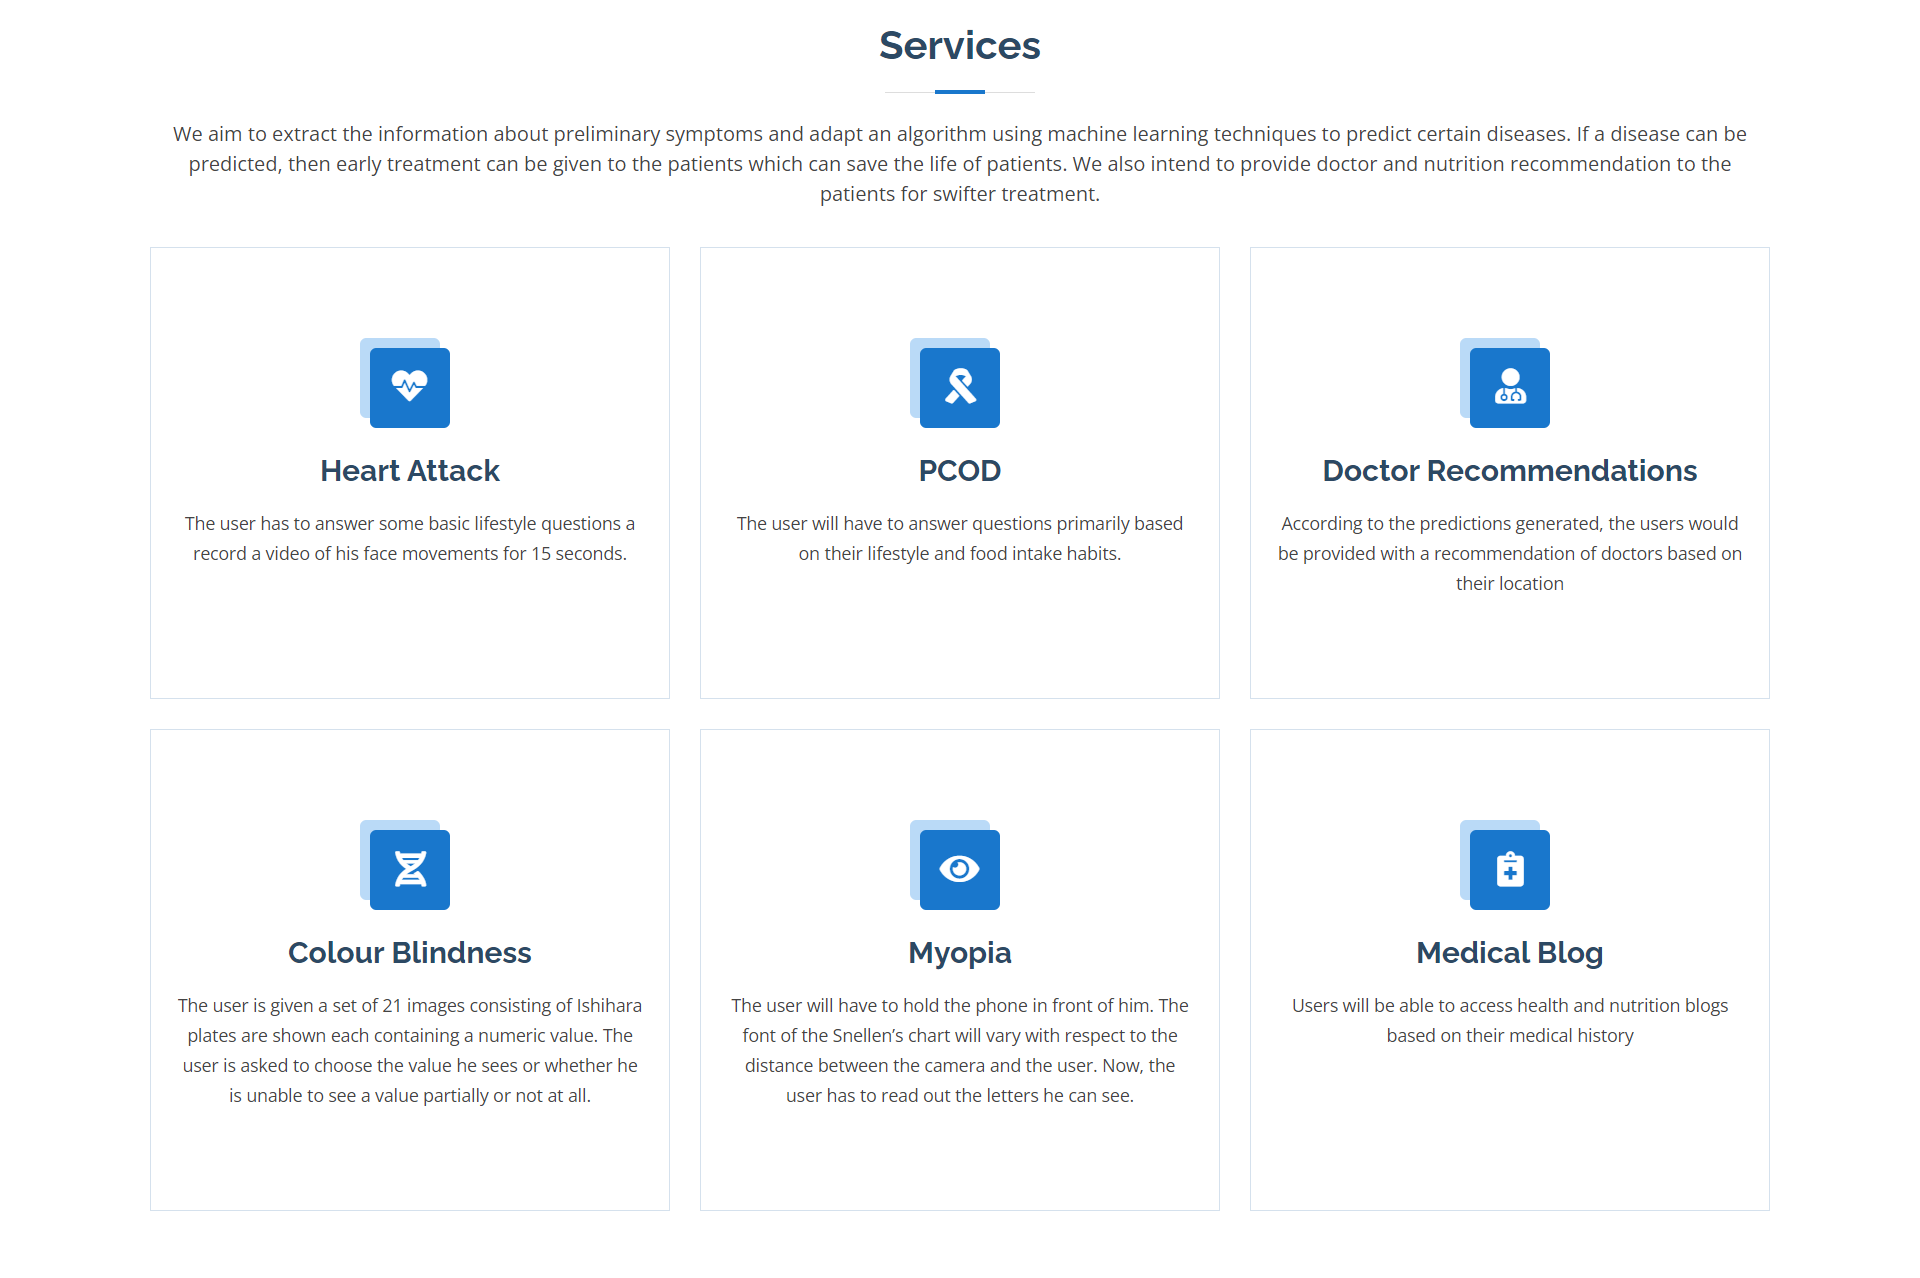 Services
We aim to extract the information about preliminary symptoms and adapt an algorithm using machine learning techniques to predict certain diseases. If a disease can be
predicted, then early treatment can be given to the patients which can save the life of patients. We also intend to provide doctor and nutrition recommendation to the
patients for swifter treatment.
Heart Attack
The user has to answer some basic lifestyle questions a
record a video of his face movements for 15 seconds.
PCOD
The user will have to answer questions primarily based
on their lifestyle and food intake habits.
Doctor Recommendations
According to the predictions generated, the users would
be provided with a recommendation of doctors based on
their location
Colour Blindness
The user is given a set of 21 images consisting of Ishihara
plates are shown each containing a numeric value. The
user is asked to choose the value he sees or whether he
is unable to see a value partially or not at all.
Myopia
The user will have to hold the phone in front of him. The
font of the Snellen’s chart will vary with respect to the
distance between the camera and the user. Now, the
user has to read out the letters he can see.
Medical Blog
Users will be able to access health and nutrition blogs
based on their medical history